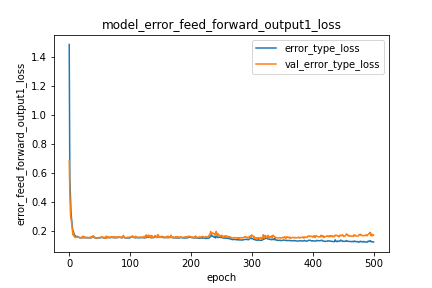 model_error_feed_forward_output1_loss
error_type_loss
val_error_type_loss
error_feed_forward_output1_loss
1.4
1.2
1.0
0.8
0.6
0.4
0.2
0 100 200 300 400 500
epoch